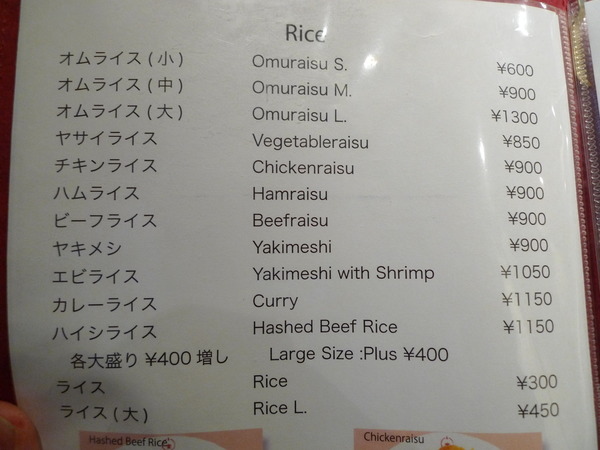 Rice
オムライス (小) Omuraisu S. ¥600
オムライス (中) Omuraisu M. ¥900
オムライス (大) Omuraisu L. ¥1300
ヤサイライス Vegetableraisu ¥850
チキンライス Chickenraisu ¥900
ハムライス Hamraisu ¥900
ビーフライス Beefraisu ¥900
ヤキメシ Yakimeshi ¥900
エビライス Yakimeshi with Shrimp ¥1050
カレーライス Curry ¥1150
ハイシライス Hashed Beef Rice ¥1150
各大盛り ¥400 増し Large Size :Plus ¥400
ライス Rice ¥300
ライス (大) Rice L. ¥450
Hashed Beef Rice Chickenraisu